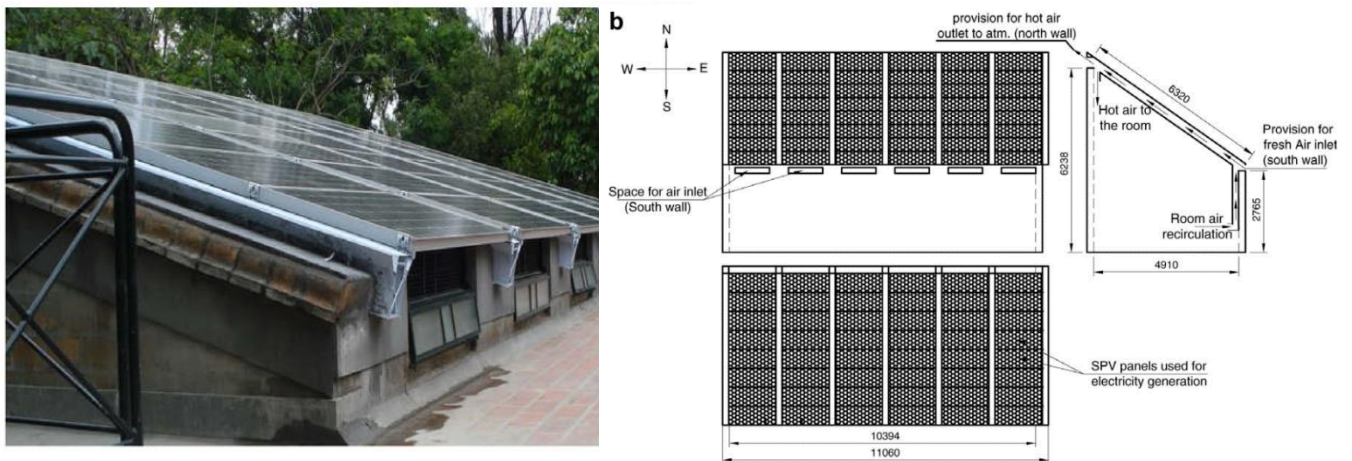 b
N
W
E
S
provision for hot air
outlet to atm. (north wall)
6320
Hot air to
the room
Provision for
fresh Air inlet
(south wall)
6238
2765
Space for air inlet
(South wall)
Room air
recirculation
4910
SPV panels used for
electricity generation
10394
11060